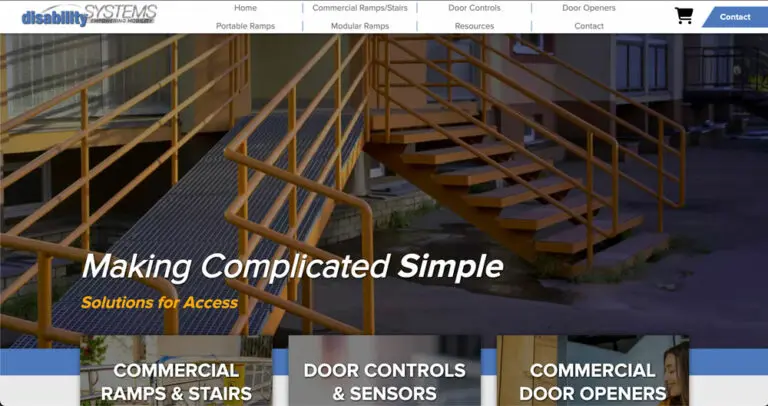 disability SYSTEMS
EMPOWERING MOBILITY
Home
Commercial Ramps/Stairs
Door Controls
Door Openers
Portable Ramps
Modular Ramps
Resources
Contact
Contact
Making Complicated Simple
Solutions for Access
COMMERCIAL
RAMPS & STAIRS
DOOR CONTROLS
& SENSORS
COMMERCIAL
DOOR OPENERS